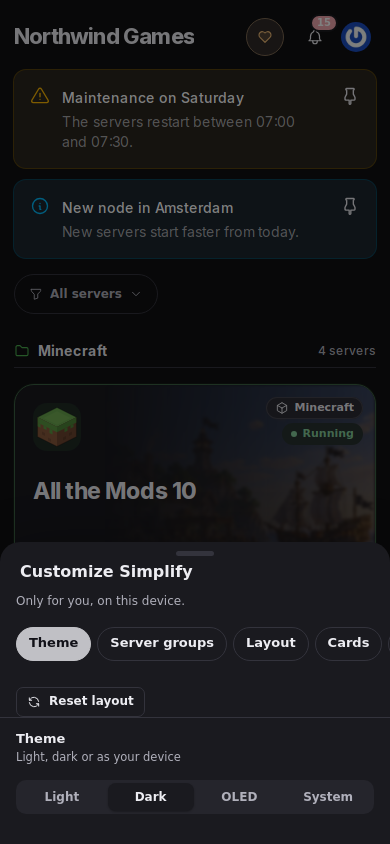 Northwind Games
15
Maintenance on Saturday
The servers restart between 07:00
and 07:30.
New node in Amsterdam
New servers start faster from today.
All servers
Minecraft
4 servers
Minecraft
Running
All the Mods 10
Customize Simplify
Only for you, on this device.
Theme
Server groups
Layout
Cards
Reset layout
Theme
Light, dark or as your device
Light
Dark
OLED
System